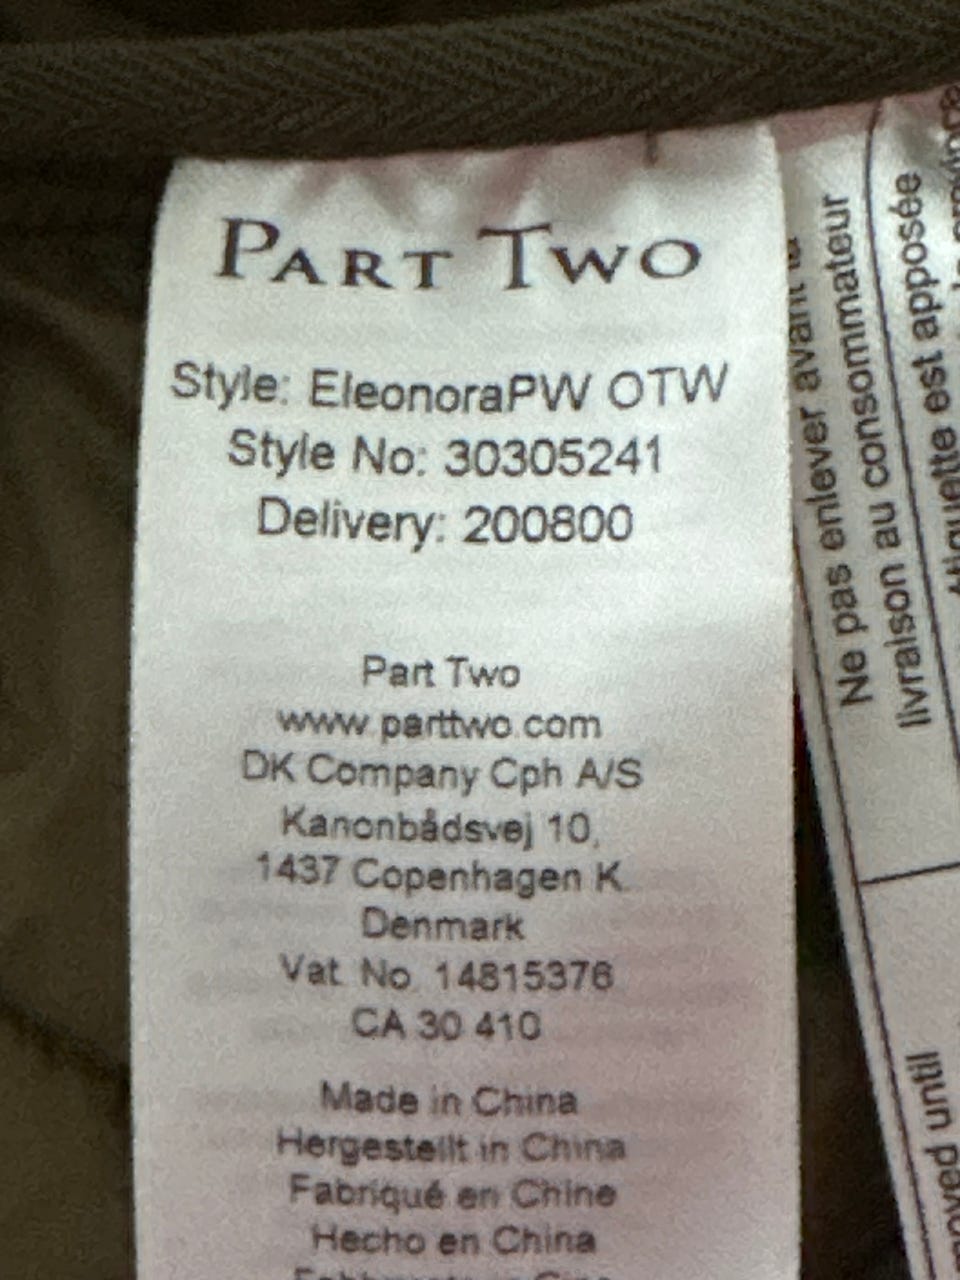 PART TWO
Style: EleonoraPW OTW
Style No: 30305241
Delivery: 200800
Part Two
www.parttwo.com
DK Company Cph A/S
Kanonbådsvej 10,
1437 Copenhagen K
Denmark
Vat. No. 14815376
CA 30 410
Made in China
Hergestellt in China
Fabriqué en Chine
Hecho en China
Ne pas enlever avant
livraison au consommateur
étiquette est apposée
until